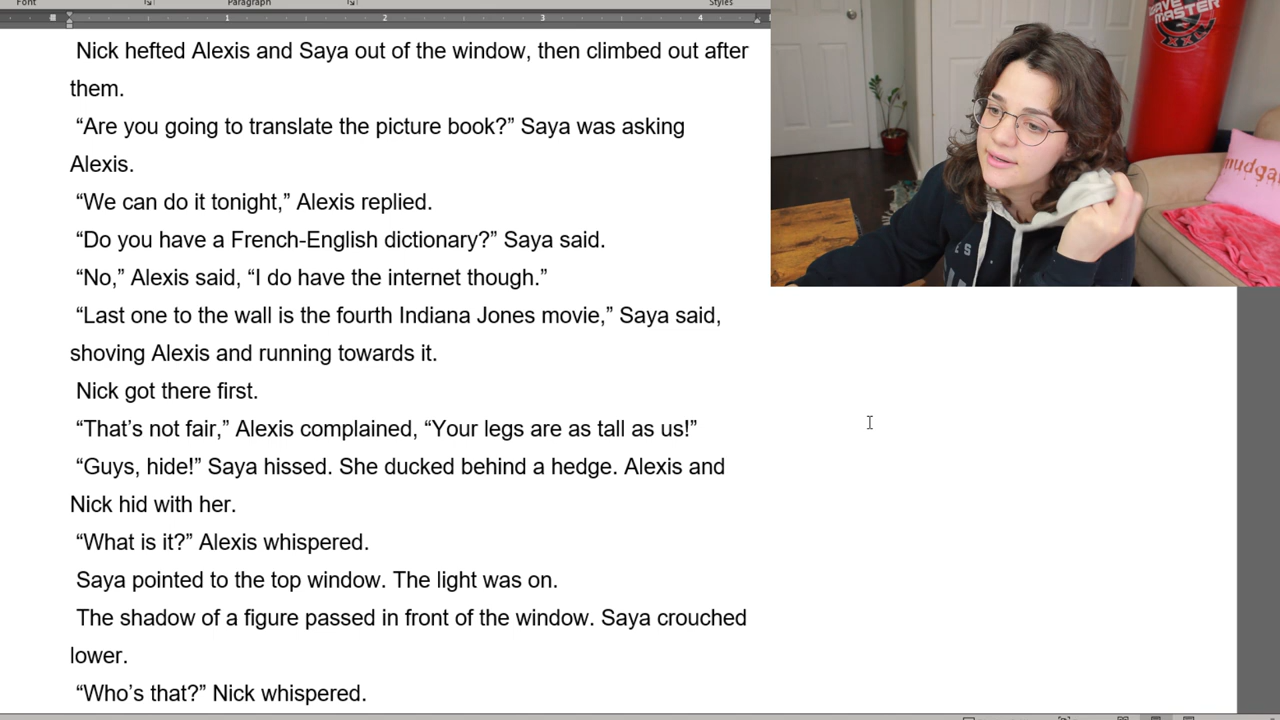 Font
Paragraph
Styles
1
2
3
4
Nick hefted Alexis and Saya out of the window, then climbed out after
them.
“Are you going to translate the picture book?” Saya was asking
Alexis.
“We can do it tonight,” Alexis replied.
“Do you have a French-English dictionary?” Saya said.
“No,” Alexis said, “I do have the internet though.”
“Last one to the wall is the fourth Indiana Jones movie,” Saya said,
shoving Alexis and running towards it.
Nick got there first.
“That’s not fair,” Alexis complained, “Your legs are as tall as us!”
“Guys, hide!” Saya hissed. She ducked behind a hedge. Alexis and
Nick hid with her.
“What is it?” Alexis whispered.
Saya pointed to the top window. The light was on.
The shadow of a figure passed in front of the window. Saya crouched
lower.
“Who’s that?” Nick whispered.
WAVE
MASTER
XXX
mudga
E S